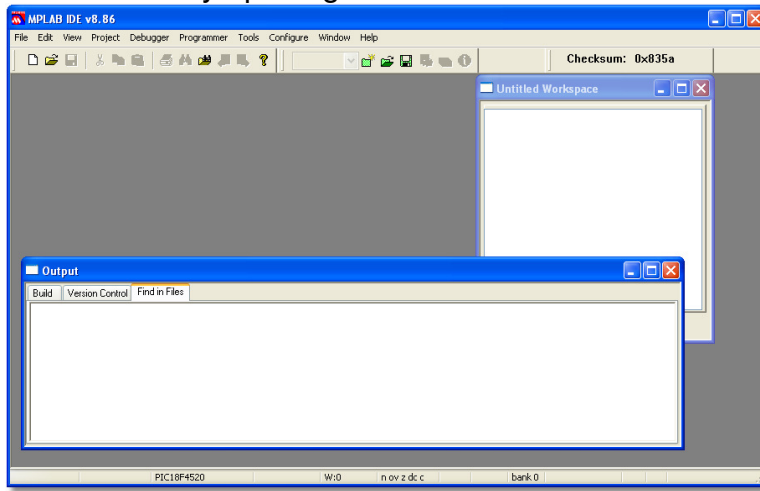 MPLAB IDE v8.86
File Edit View Project Debugger Programmer Tools Configure Window Help
Checksum: 0x835a
Untitled Workspace
Output
Build Version Control Find in Files
PIC18F4520 W:0 n ov z dc c bank 0